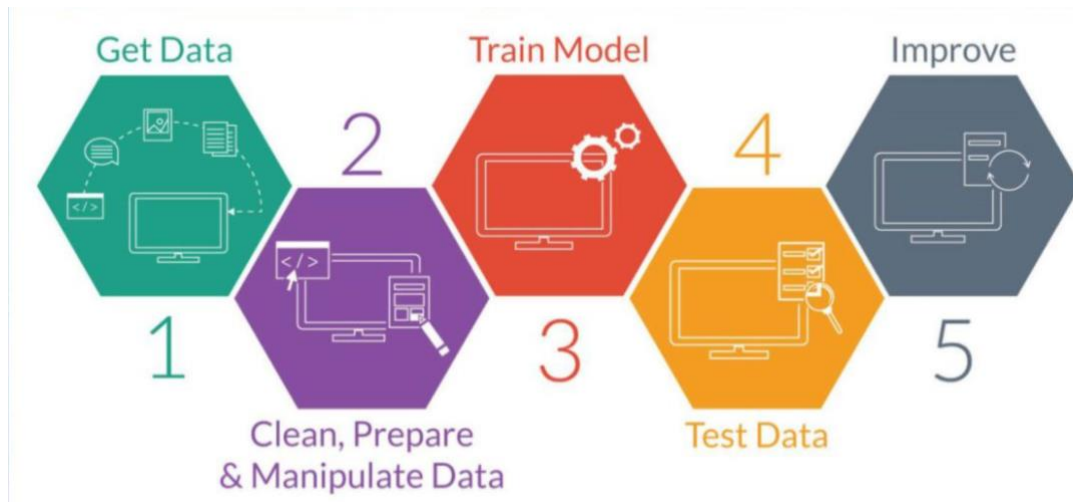 Get Data
1
2
Clean, Prepare
& Manipulate Data
Train Model
3
4
Test Data
Improve
5
</>
</>